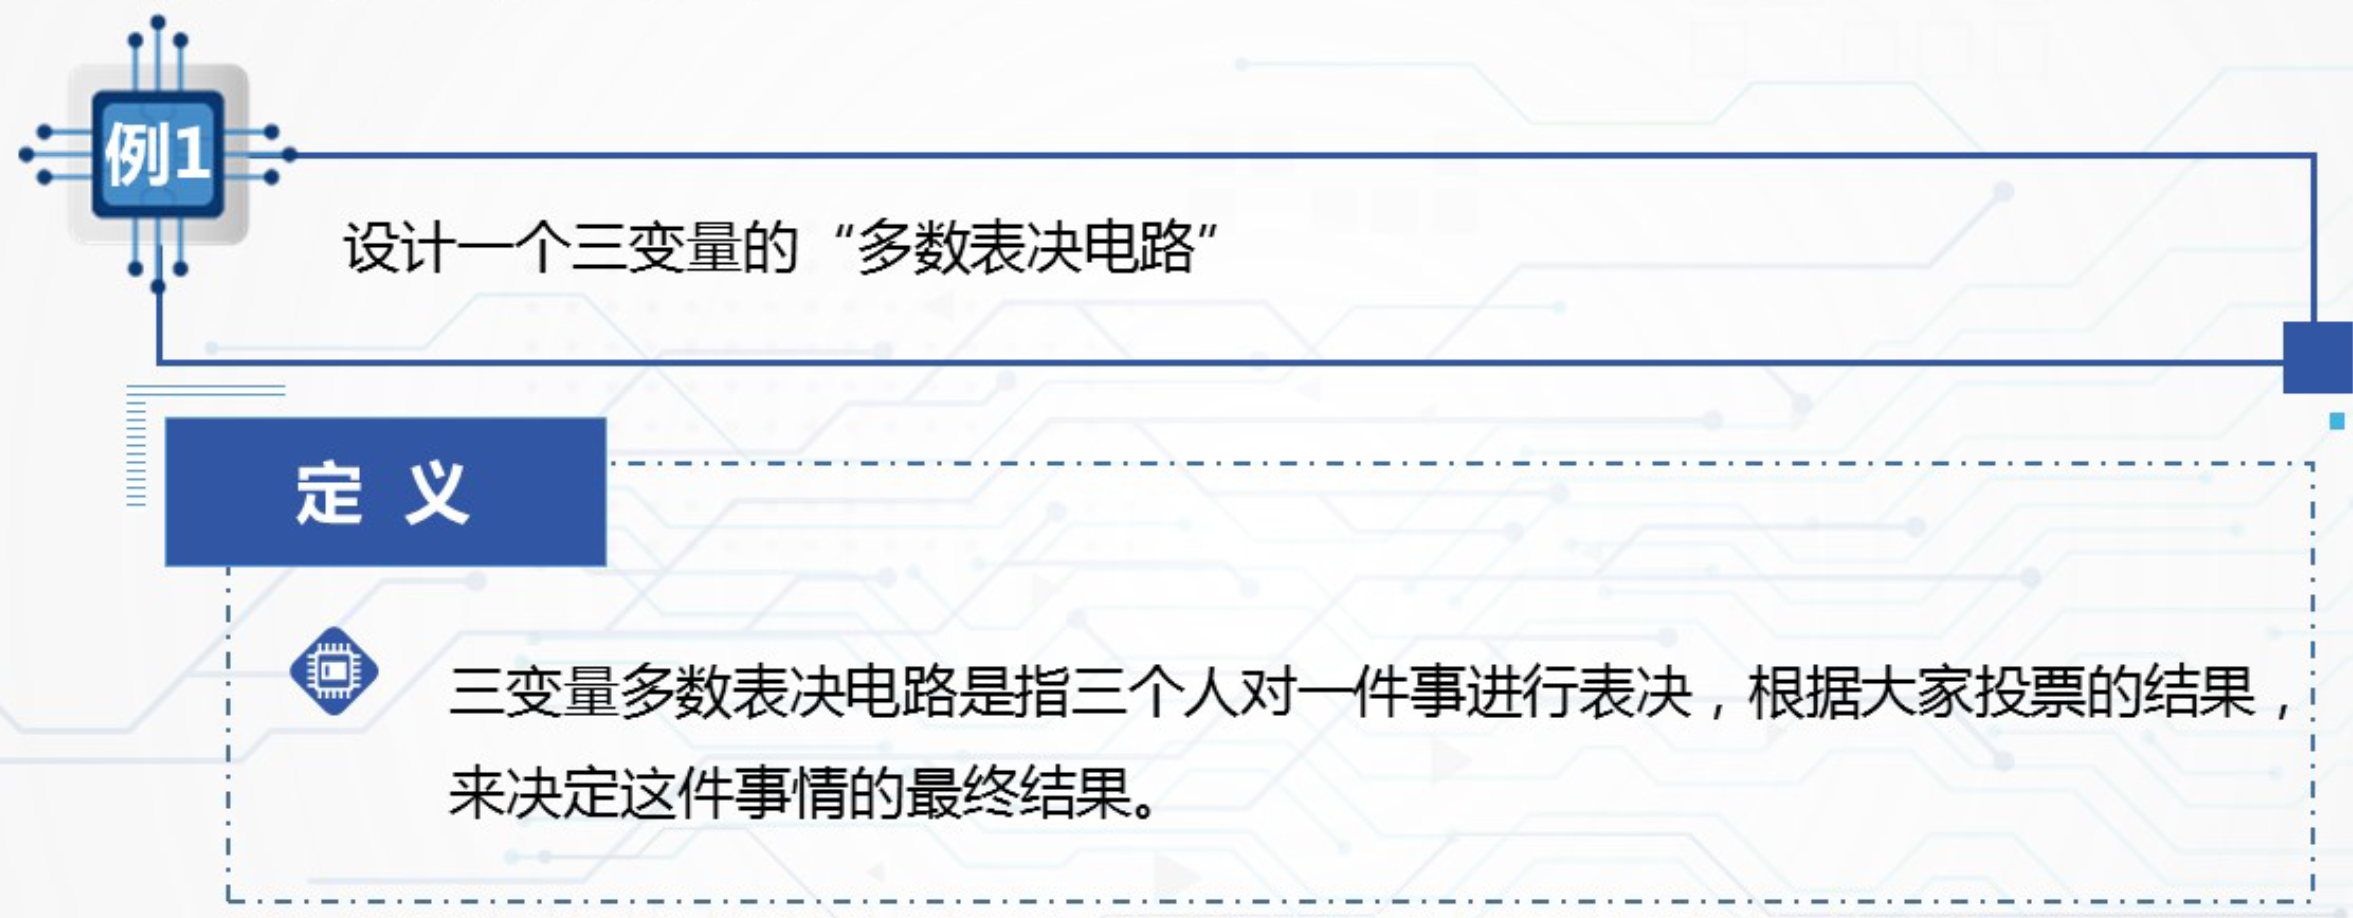 例1
设计一个三变量的“多数表决电路”
定 义
三变量多数表决电路是指三个人对一件事进行表决，根据大家投票的结果，
来决定这件事情的最终结果。